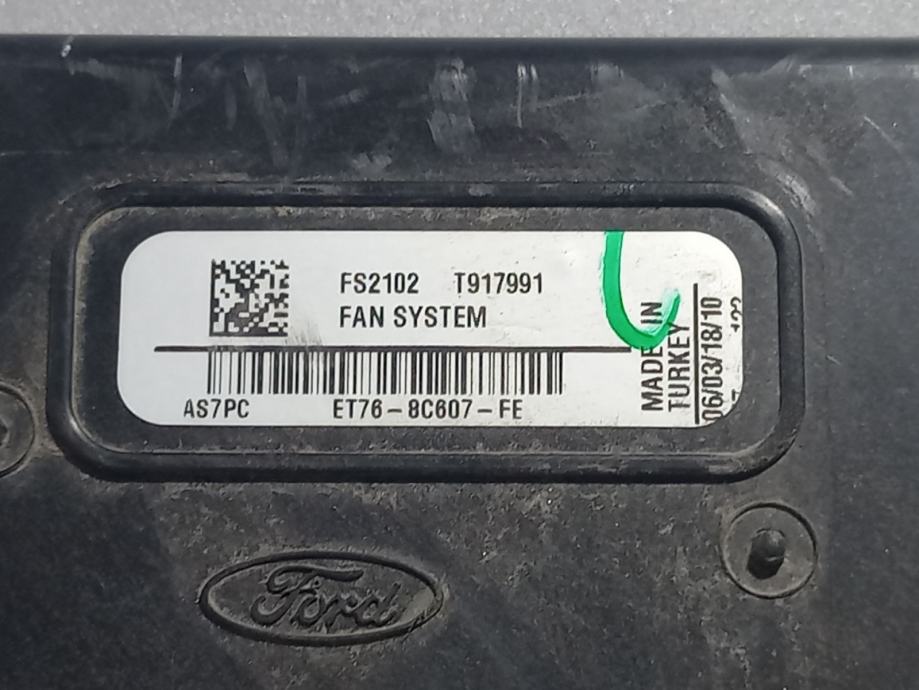 FS2102 T917991
FAN SYSTEM
AS7PC ET76-8C607-FE
MADE IN
TURKEY
06/03/18/10
Ford